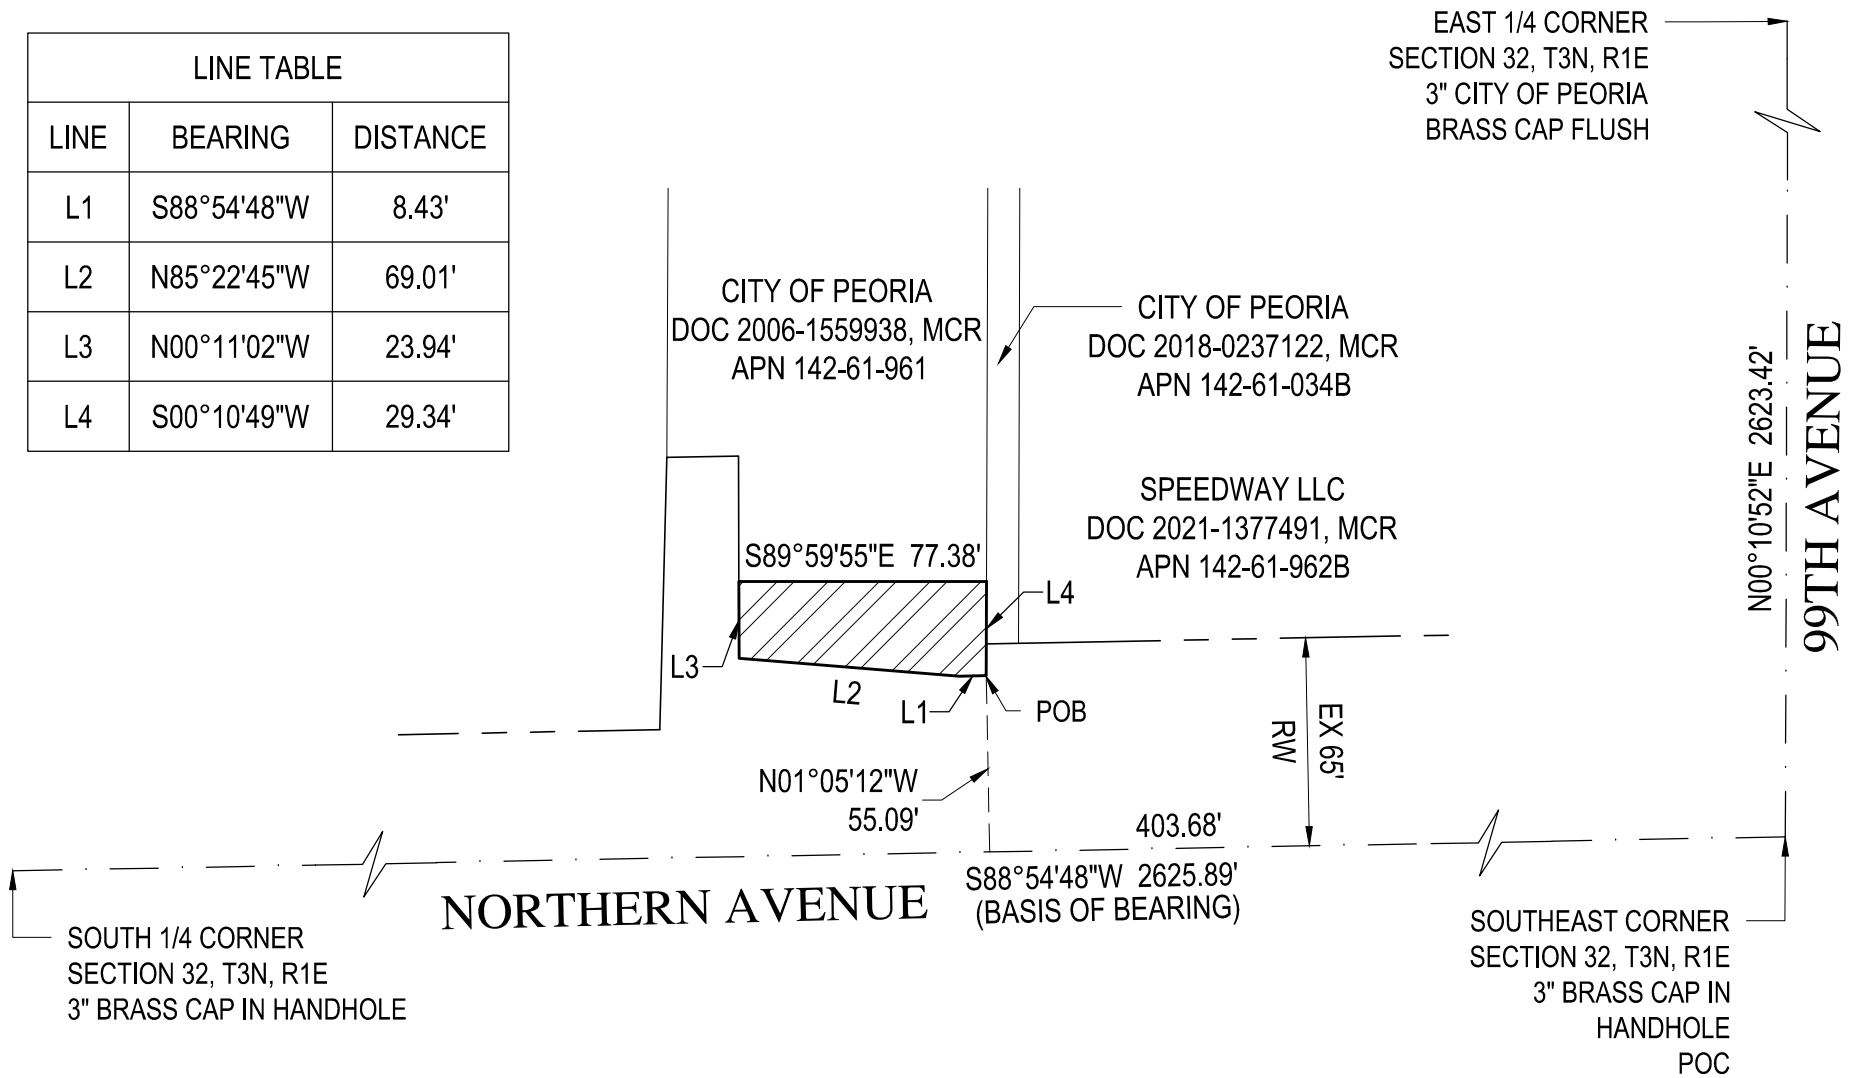 LINE TABLE
LINE BEARING DISTANCE
L1 S88°54'48"W 8.43'
L2 N85°22'45"W 69.01'
L3 N00°11'02"W 23.94'
L4 S00°10'49"W 29.34'
EAST 1/4 CORNER
SECTION 32, T3N, R1E
3" CITY OF PEORIA
BRASS CAP FLUSH
CITY OF PEORIA
DOC 2006-1559938, MCR
APN 142-61-961
CITY OF PEORIA
DOC 2018-0237122, MCR
APN 142-61-034B
SPEEDWAY LLC
DOC 2021-1377491, MCR
APN 142-61-962B
N00°10'52"E 2623.42'
99TH AVENUE
S89°59'55"E 77.38'
L4
L3
L2
L1
POB
EX 65'
RW
N01°05'12"W
55.09'
403.68'
S88°54'48"W 2625.89'
(BASIS OF BEARING)
NORTHERN AVENUE
SOUTH 1/4 CORNER
SECTION 32, T3N, R1E
3" BRASS CAP IN HANDHOLE
SOUTHEAST CORNER
SECTION 32, T3N, R1E
3" BRASS CAP IN
HANDHOLE
POC